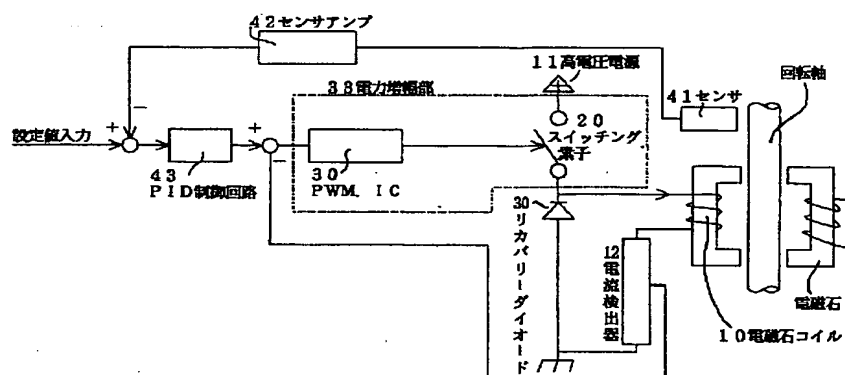 42センサアンプ
11高電圧電源
回転軸
38電力増幅部
41センサ
20
スイッチング
素子
設定値入力
+
−
+
−
43
PID制御回路
30
PWM. IC
30
リカバリーダイオード
12電流検出器
電磁石
10電磁石コイル